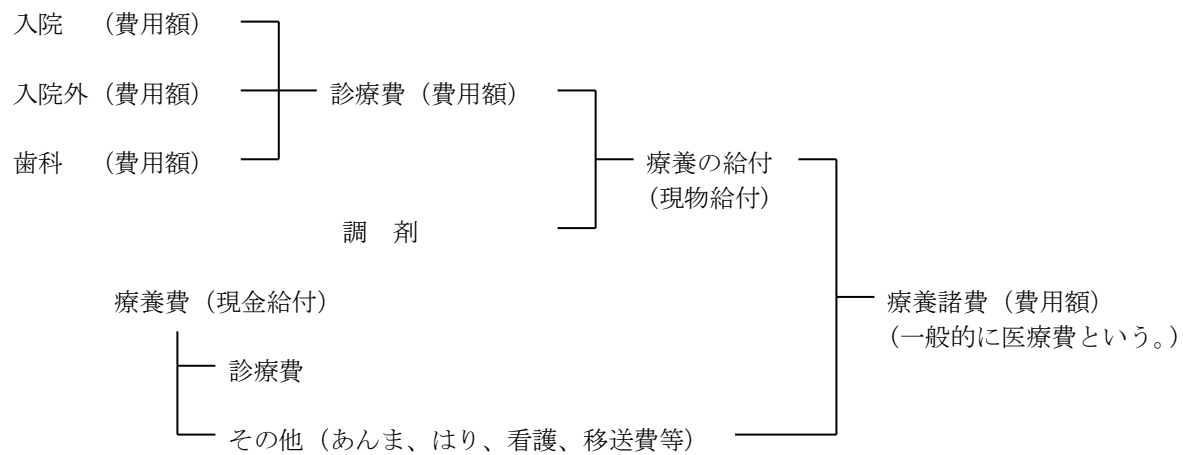 入院　（費用額）
入院外（費用額）
診療費（費用額）
歯科　（費用額）
療養の給付
（現物給付）
調　剤
療養費（現金給付）
療養諸費（費用額）
（一般的に医療費という。）
診療費
その他（あんま、はり、看護、移送費等）